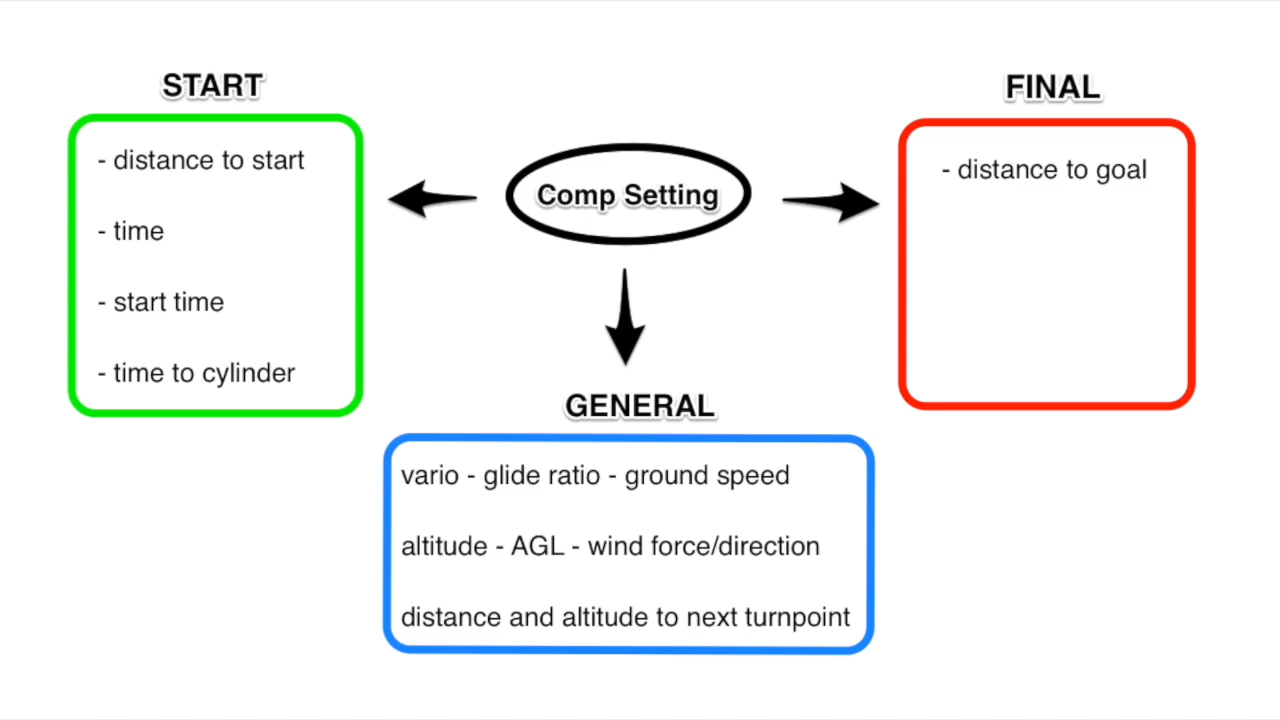 START
- distance to start
- time
- start time
- time to cylinder
Comp Setting
FINAL
- distance to goal
GENERAL
vario - glide ratio - ground speed
altitude - AGL - wind force/direction
distance and altitude to next turnpoint